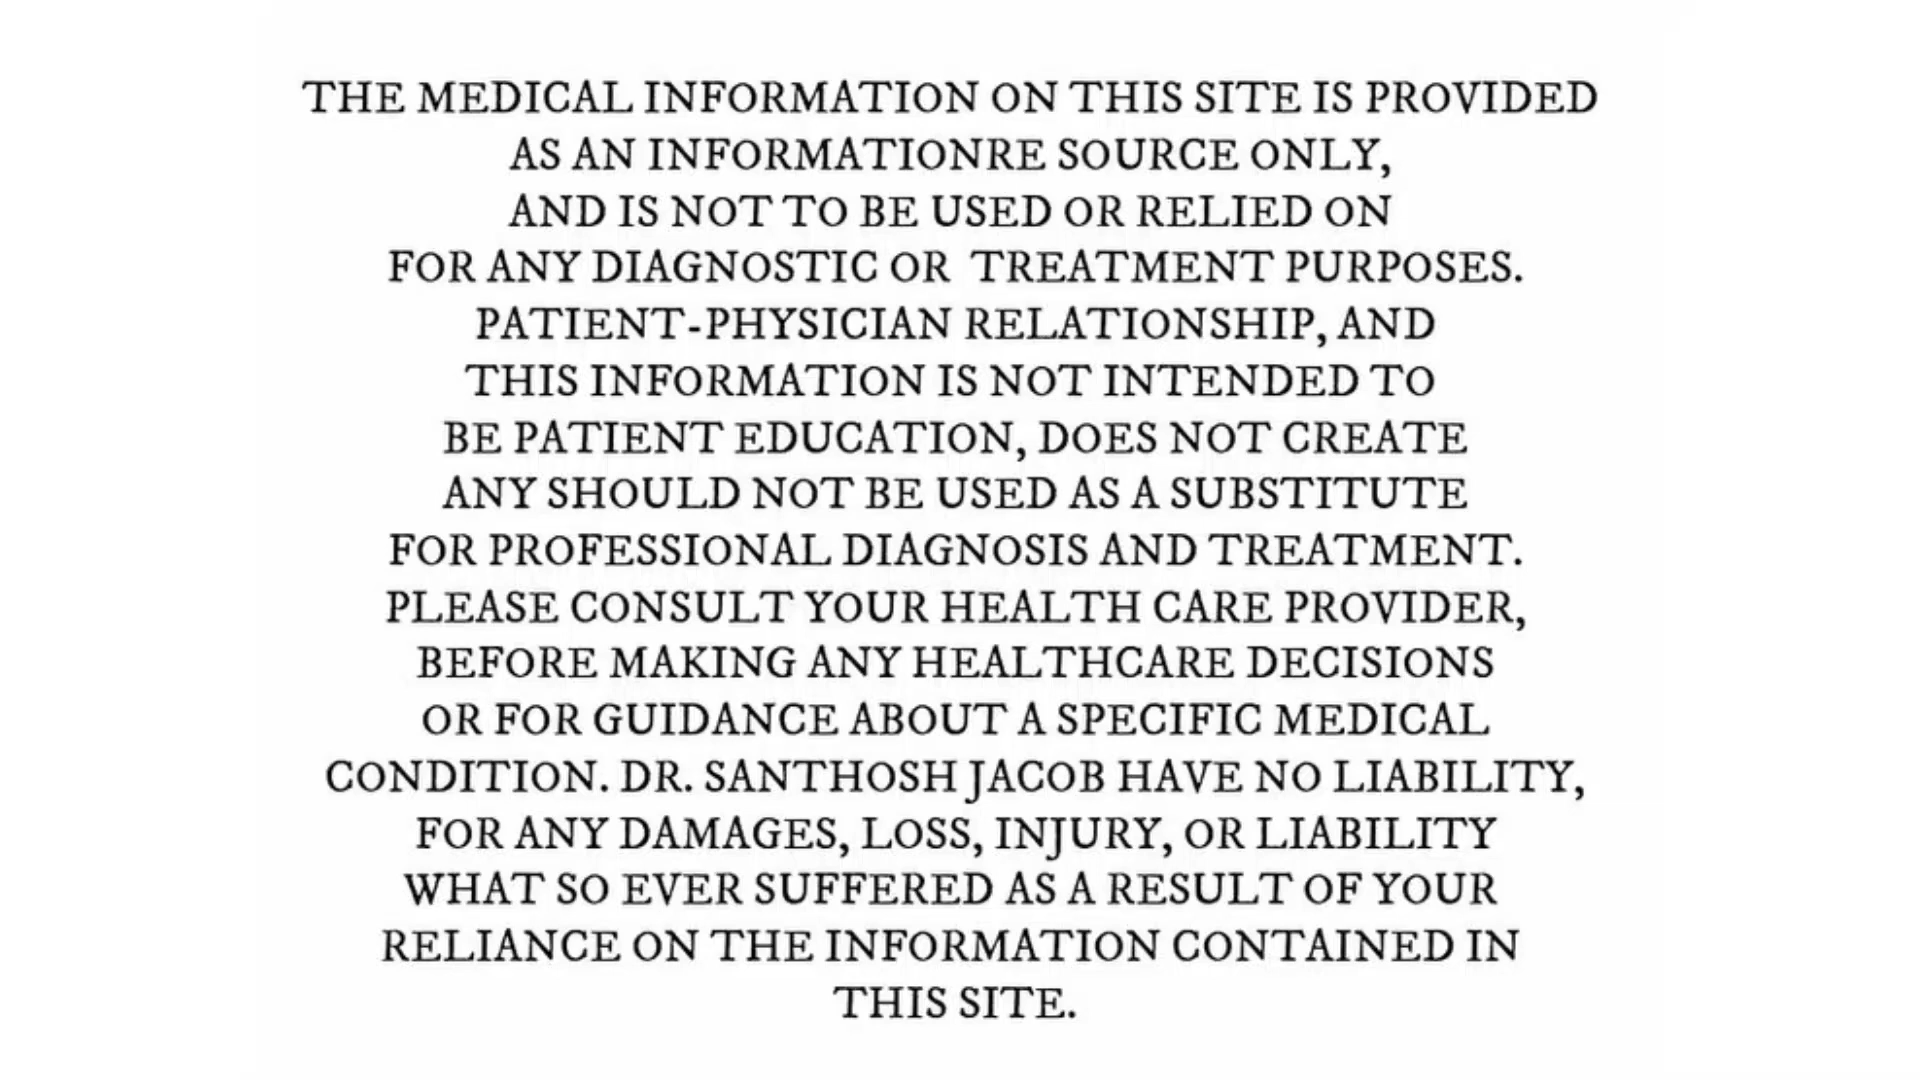 THE MEDICAL INFORMATION ON THIS SITE IS PROVIDED
AS AN INFORMATIONRE SOURCE ONLY,
AND IS NOT TO BE USED OR RELIED ON
FOR ANY DIAGNOSTIC OR TREATMENT PURPOSES.
PATIENT-PHYSICIAN RELATIONSHIP, AND
THIS INFORMATION IS NOT INTENDED TO
BE PATIENT EDUCATION, DOES NOT CREATE
ANY SHOULD NOT BE USED AS A SUBSTITUTE
FOR PROFESSIONAL DIAGNOSIS AND TREATMENT.
PLEASE CONSULT YOUR HEALTH CARE PROVIDER,
BEFORE MAKING ANY HEALTHCARE DECISIONS
OR FOR GUIDANCE ABOUT A SPECIFIC MEDICAL
CONDITION. DR. SANTHOSH JACOB HAVE NO LIABILITY,
FOR ANY DAMAGES, LOSS, INJURY, OR LIABILITY
WHAT SO EVER SUFFERED AS A RESULT OF YOUR
RELIANCE ON THE INFORMATION CONTAINED IN
THIS SITE.